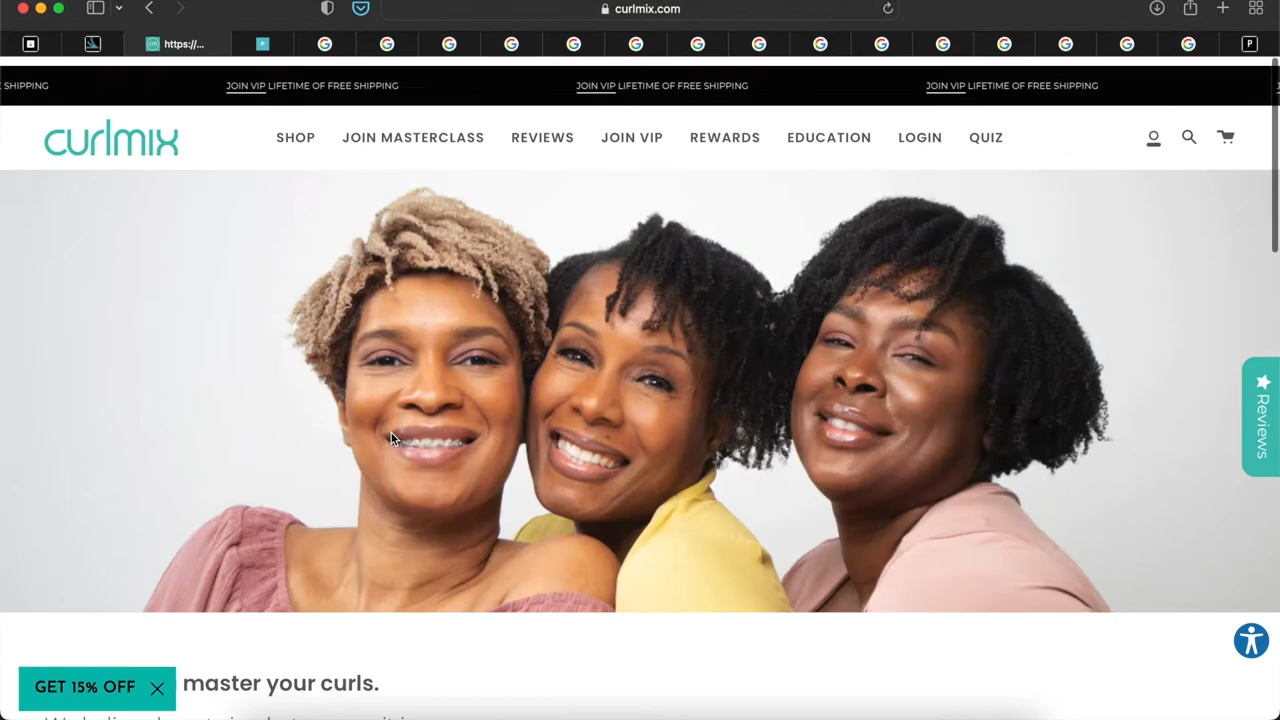 curlmix.com
https://...
P
P
E SHIPPING
JOIN VIP LIFETIME OF FREE SHIPPING
JOIN VIP LIFETIME OF FREE SHIPPING
JOIN VIP LIFETIME OF FREE SHIPPING
curlmix
SHOP JOIN MASTERCLASS REVIEWS JOIN VIP REWARDS EDUCATION LOGIN QUIZ
Reviews
GET 15% OFF
master your curls.